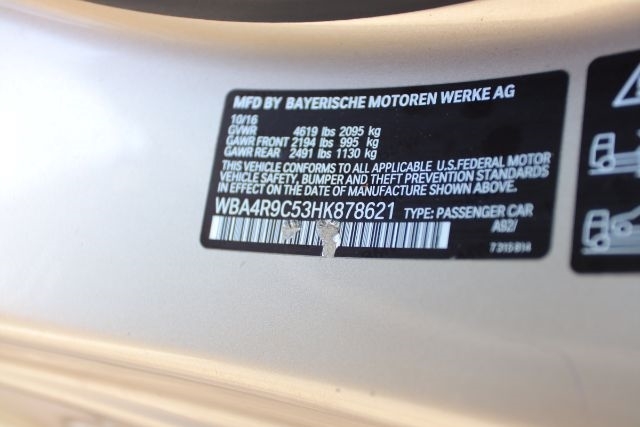 MFD BY BAYERISCHE MOTOREN WERKE AG
10/16
GVWR 4619 lbs 2095 kg
GAWR FRONT 2194 lbs 995 kg
GAWR REAR 2491 lbs 1130 kg
THIS VEHICLE CONFORMS TO ALL APPLICABLE U.S.FEDERAL MOTOR
VEHICLE SAFETY, BUMPER, AND THEFT PREVENTION STANDARDS
IN EFFECT ON THE DATE OF MANUFACTURE SHOWN ABOVE.
WBA4R9C53HK878621 TYPE: PASSENGER CAR
A92/